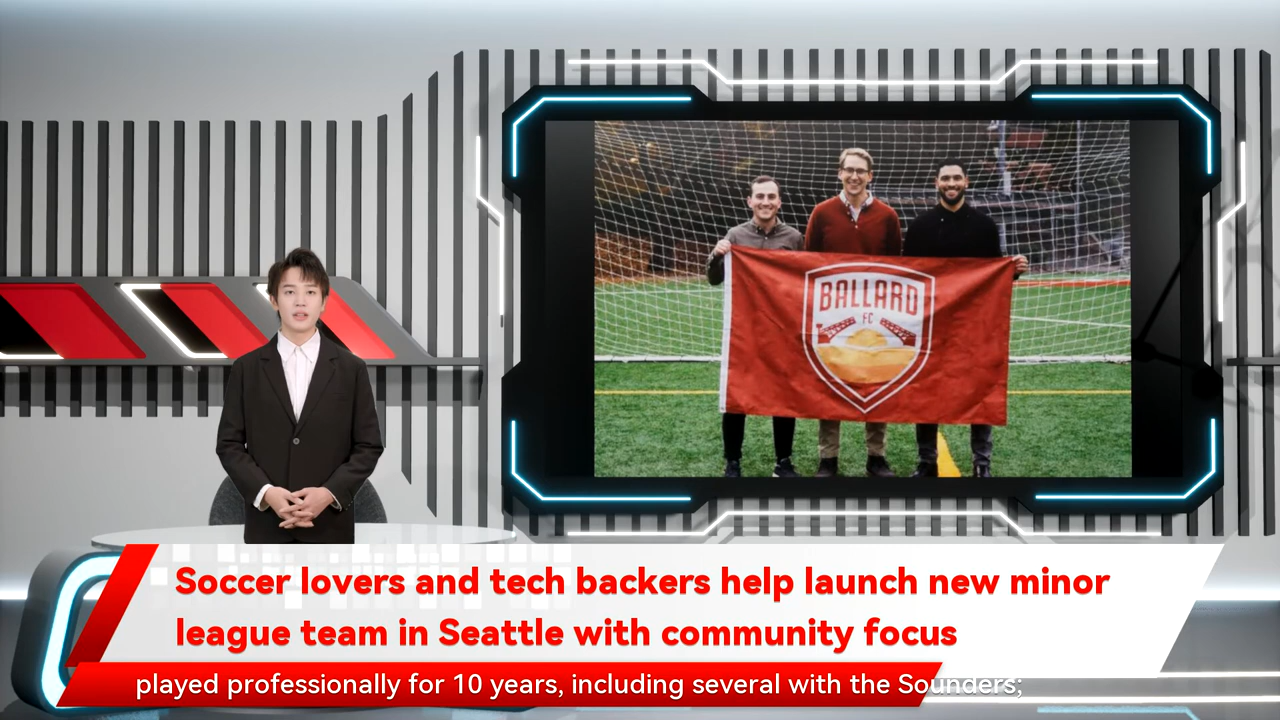 BALLARD
FC
Soccer lovers and tech backers help launch new minor
league team in Seattle with community focus
played professionally for 10 years, including several with the Sounders;